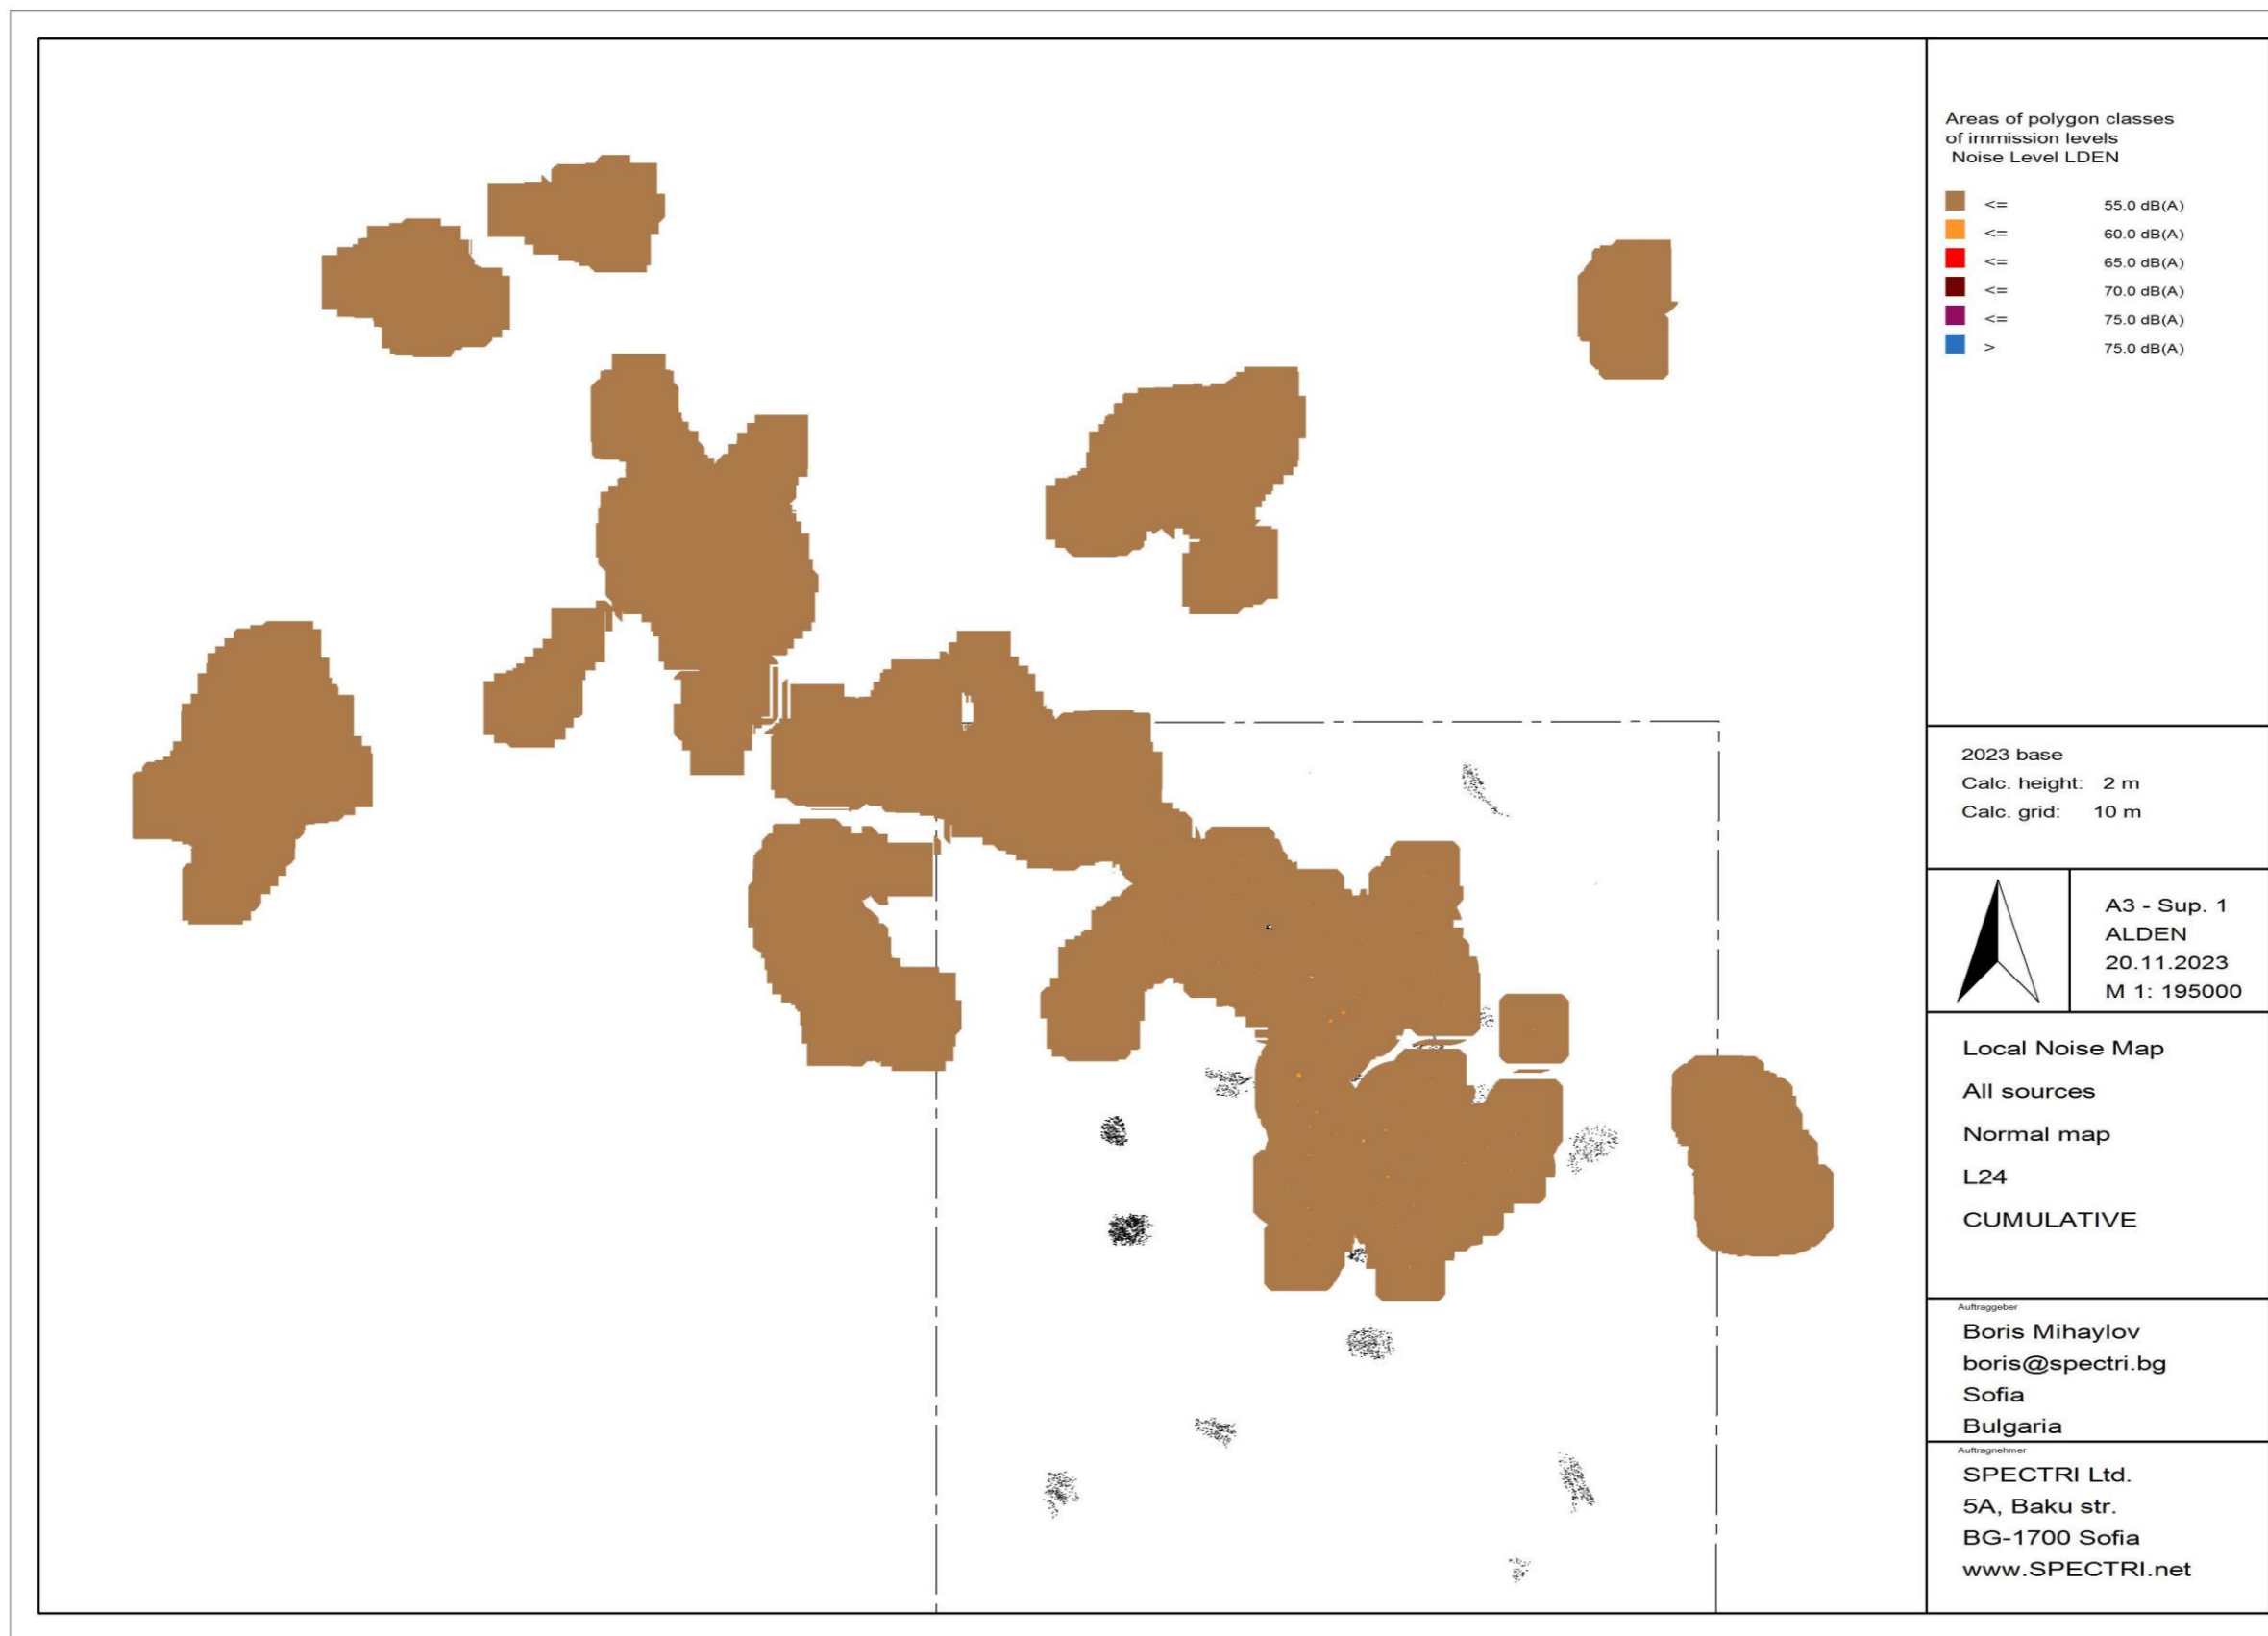 Areas of polygon classes
of immission levels
Noise Level LDEN
<= 55.0 dB(A)
<= 60.0 dB(A)
<= 65.0 dB(A)
<= 70.0 dB(A)
<= 75.0 dB(A)
> 75.0 dB(A)
2023 base
Calc. height: 2 m
Calc. grid: 10 m
A3 - Sup. 1
ALDEN
20.11.2023
M 1: 195000
Local Noise Map
All sources
Normal map
L24
CUMULATIVE
Auftraggeber
Boris Mihaylov
boris@spectri.bg
Sofia
Bulgaria
Auftragnehmer
SPECTRI Ltd.
5A, Baku str.
BG-1700 Sofia
www.SPECTRI.net